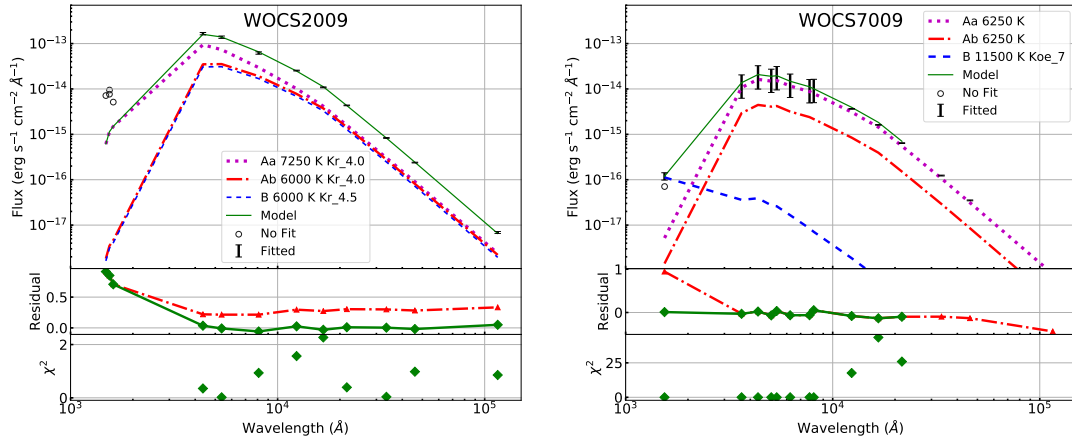 WOCS2009
Flux (erg s⁻¹ cm⁻² Å⁻¹)
10⁻¹³
10⁻¹⁴
10⁻¹⁵
10⁻¹⁶
10⁻¹⁷
Aa 7250 K Kr_4.0
Ab 6000 K Kr_4.0
B 6000 K Kr_4.5
Model
No Fit
Fitted
Residual
0.5
0.0
χ²
2
0
10³
10⁴
10⁵
Wavelength (Å)
WOCS7009
Flux (erg s⁻¹ cm⁻² Å⁻¹)
10⁻¹³
10⁻¹⁴
10⁻¹⁵
10⁻¹⁶
10⁻¹⁷
Aa 6250 K
Ab 6250 K
B 11500 K Koe_7
Model
No Fit
Fitted
Residual
1
0
χ²
25
0
10³
10⁴
10⁵
Wavelength (Å)